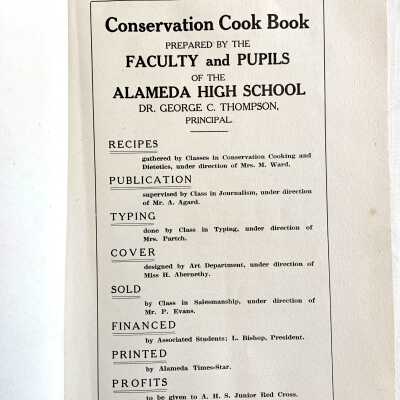 Conservation Cook Book
PREPARED BY THE
FACULTY and PUPILS
OF THE
ALAMEDA HIGH SCHOOL
DR. GEORGE C. THOMPSON,
PRINCIPAL.
RECIPES
gathered by Classes in Conservation Cooking and
Dietetics, under direction of Mrs. M. Ward.
PUBLICATION
supervised by Class in Journalism, under direction
of Mr. A. Agard.
TYPING
done by Class in Typing, under direction of
Mrs. Partch.
COVER
designed by Art Department, under direction of
Miss H. Abernethy.
SOLD
by Class in Salesmanship, under direction of
Mr. P. Evans.
FINANCED
by Associated Students; L. Bishop, President.
PRINTED
by Alameda Times-Star.
PROFITS
to be given to A. H. S. Junior Red Cross.